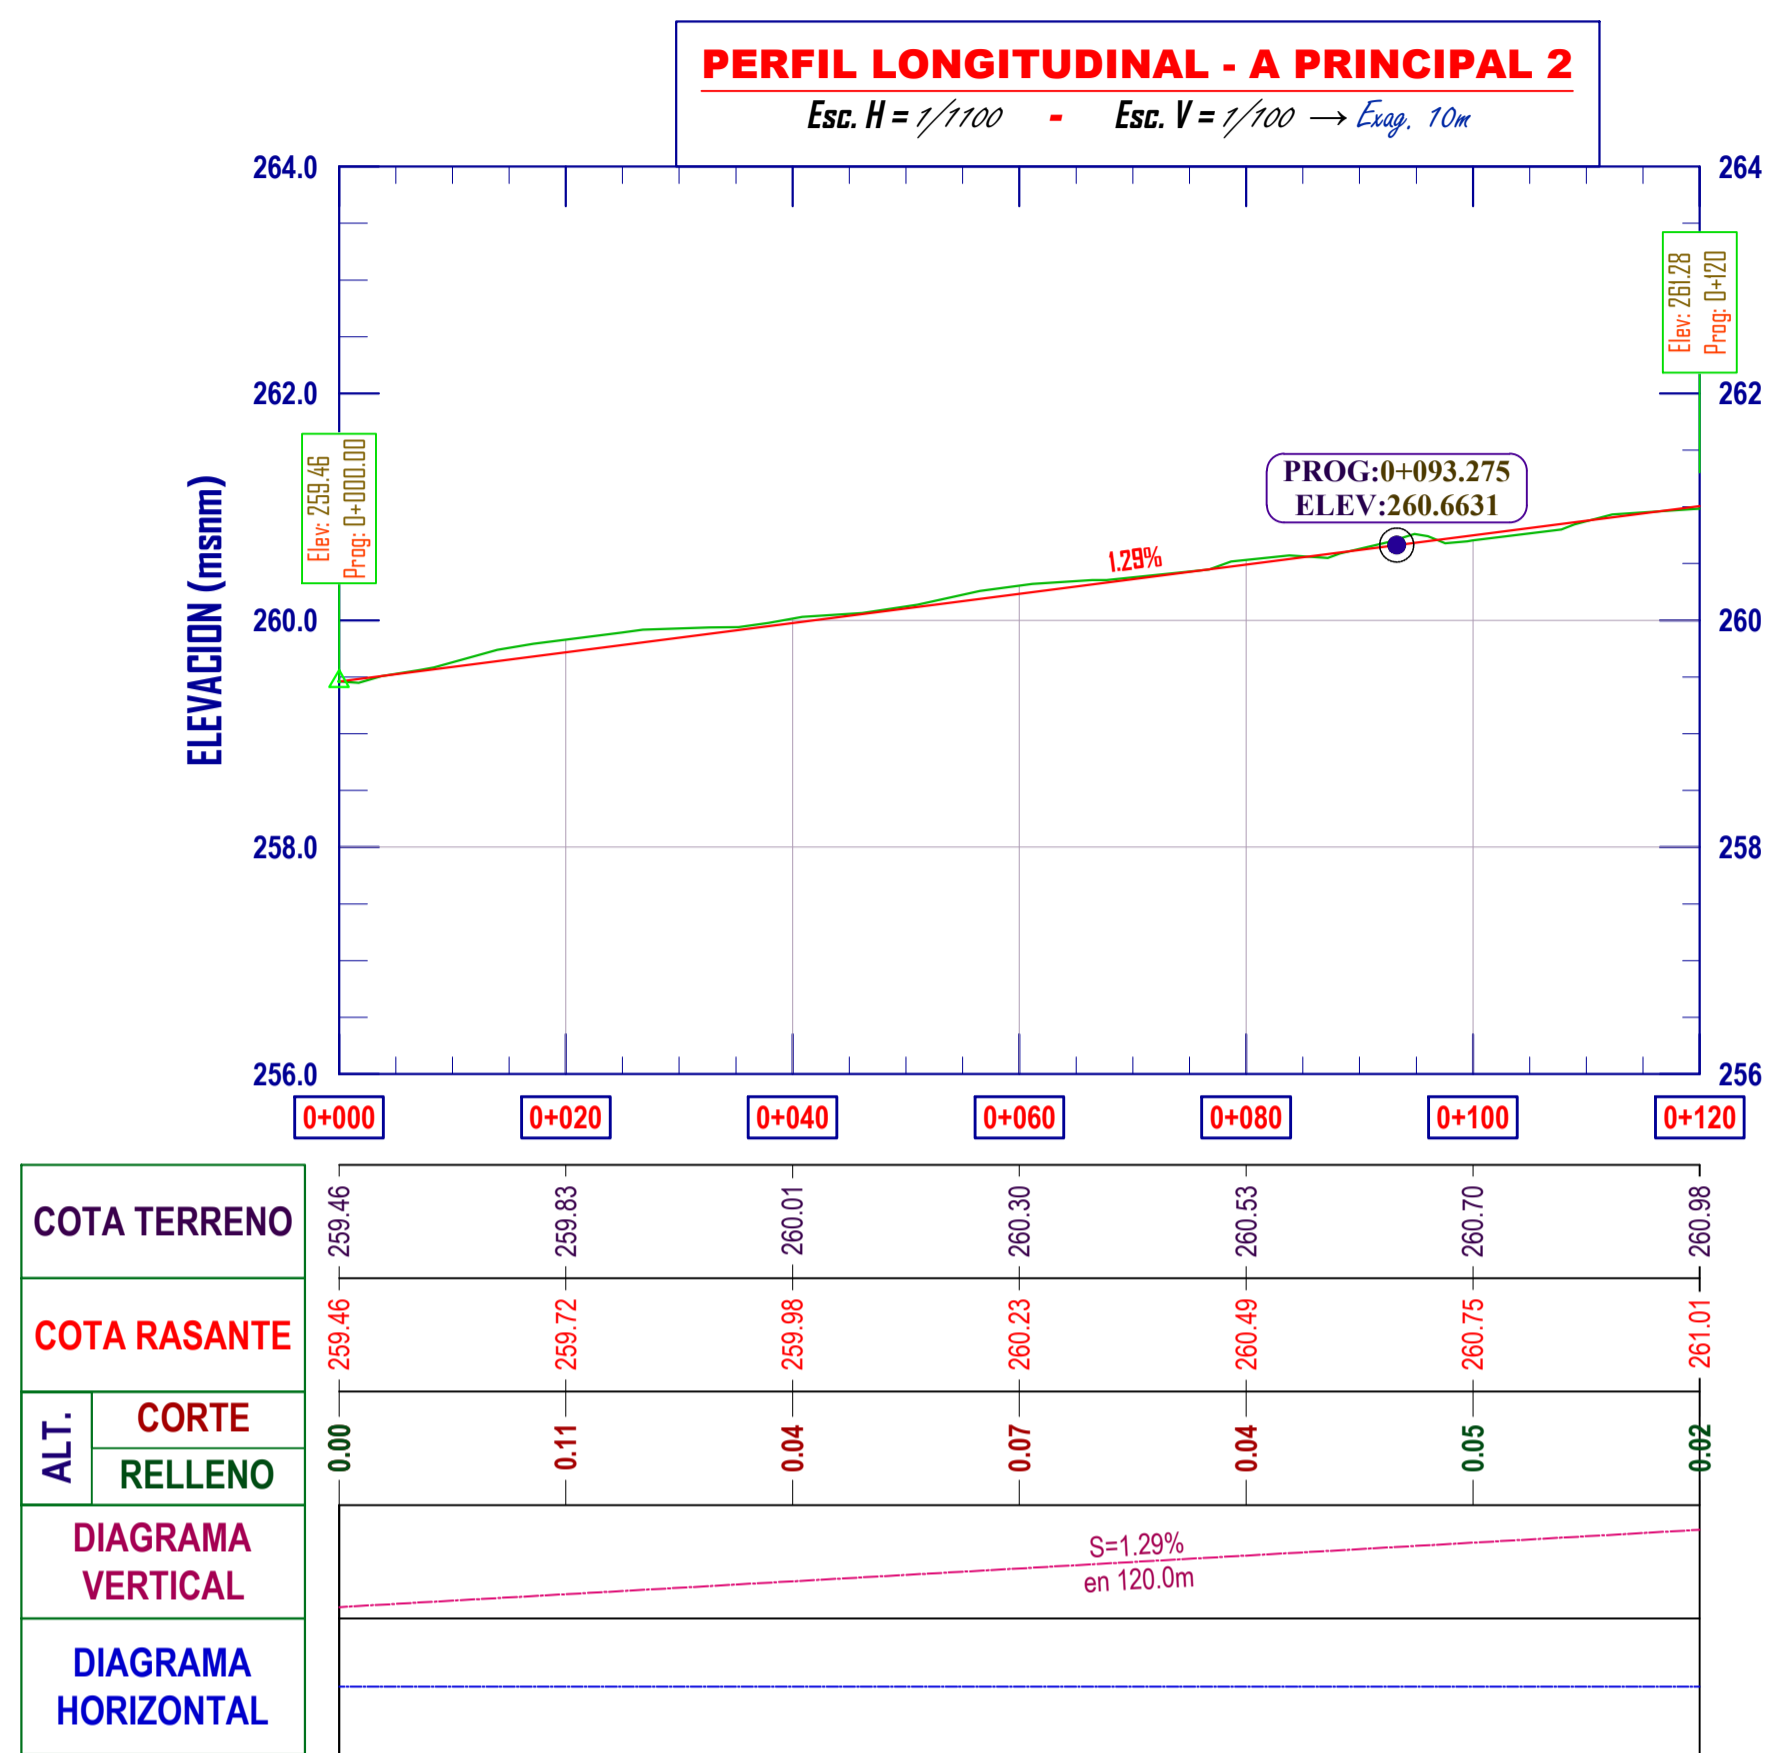 PERFIL LONGITUDINAL - A PRINCIPAL 2
Esc. H = 1/1100 - Esc. V = 1/100 → Exag. 10m
264.0
264
Elev: 261.28
Prog: 0+120
262.0
262
Elev: 259.46
Prog: 0+000.00
PROG:0+093.275
ELEV:260.6631
1.29%
ELEVACION (msnm)
260.0
260
258.0
258
256.0
256
0+000 0+020 0+040 0+060 0+080 0+100 0+120
COTA TERRENO 259.46 259.83 260.01 260.30 260.53 260.70 260.98
COTA RASANTE 259.46 259.72 259.98 260.23 260.49 260.75 261.01
ALT.
CORTE
RELLENO
0.00 0.11 0.04 0.07 0.04 0.05 0.02
DIAGRAMA
VERTICAL
S=1.29%
en 120.0m
DIAGRAMA
HORIZONTAL